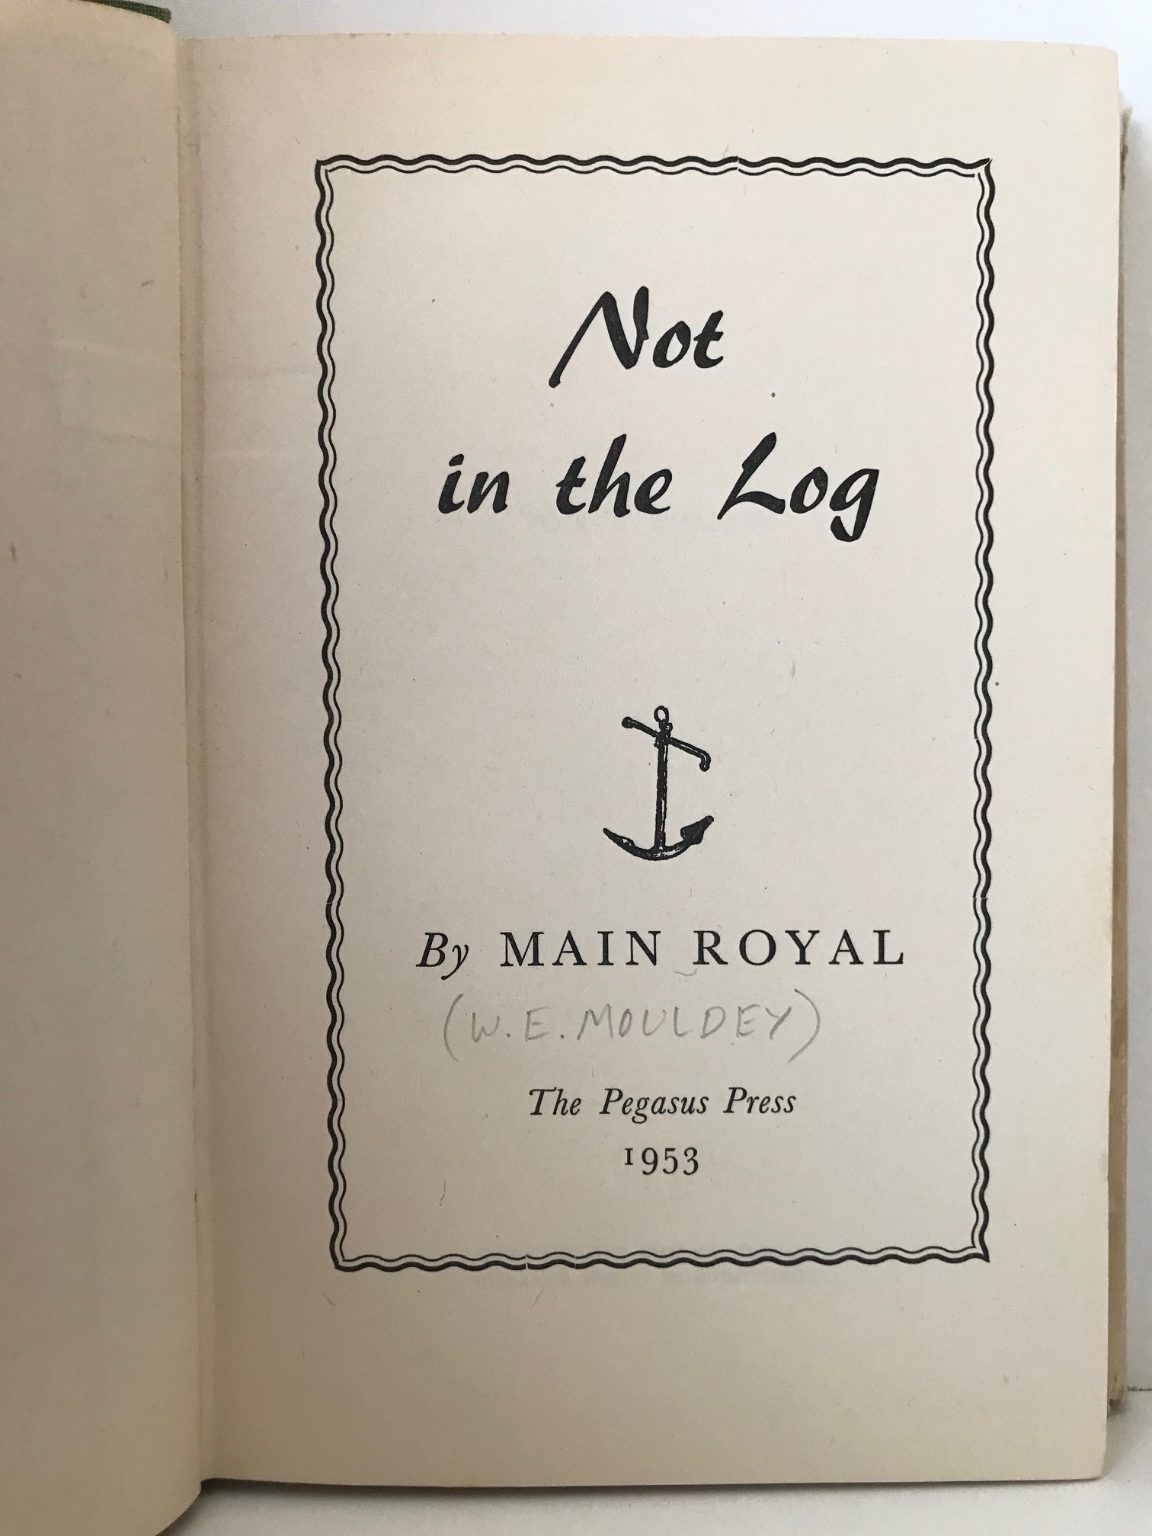 Not
in the Log
By MAIN ROYAL
(W. E. MOULDEY)
The Pegasus Press
1953